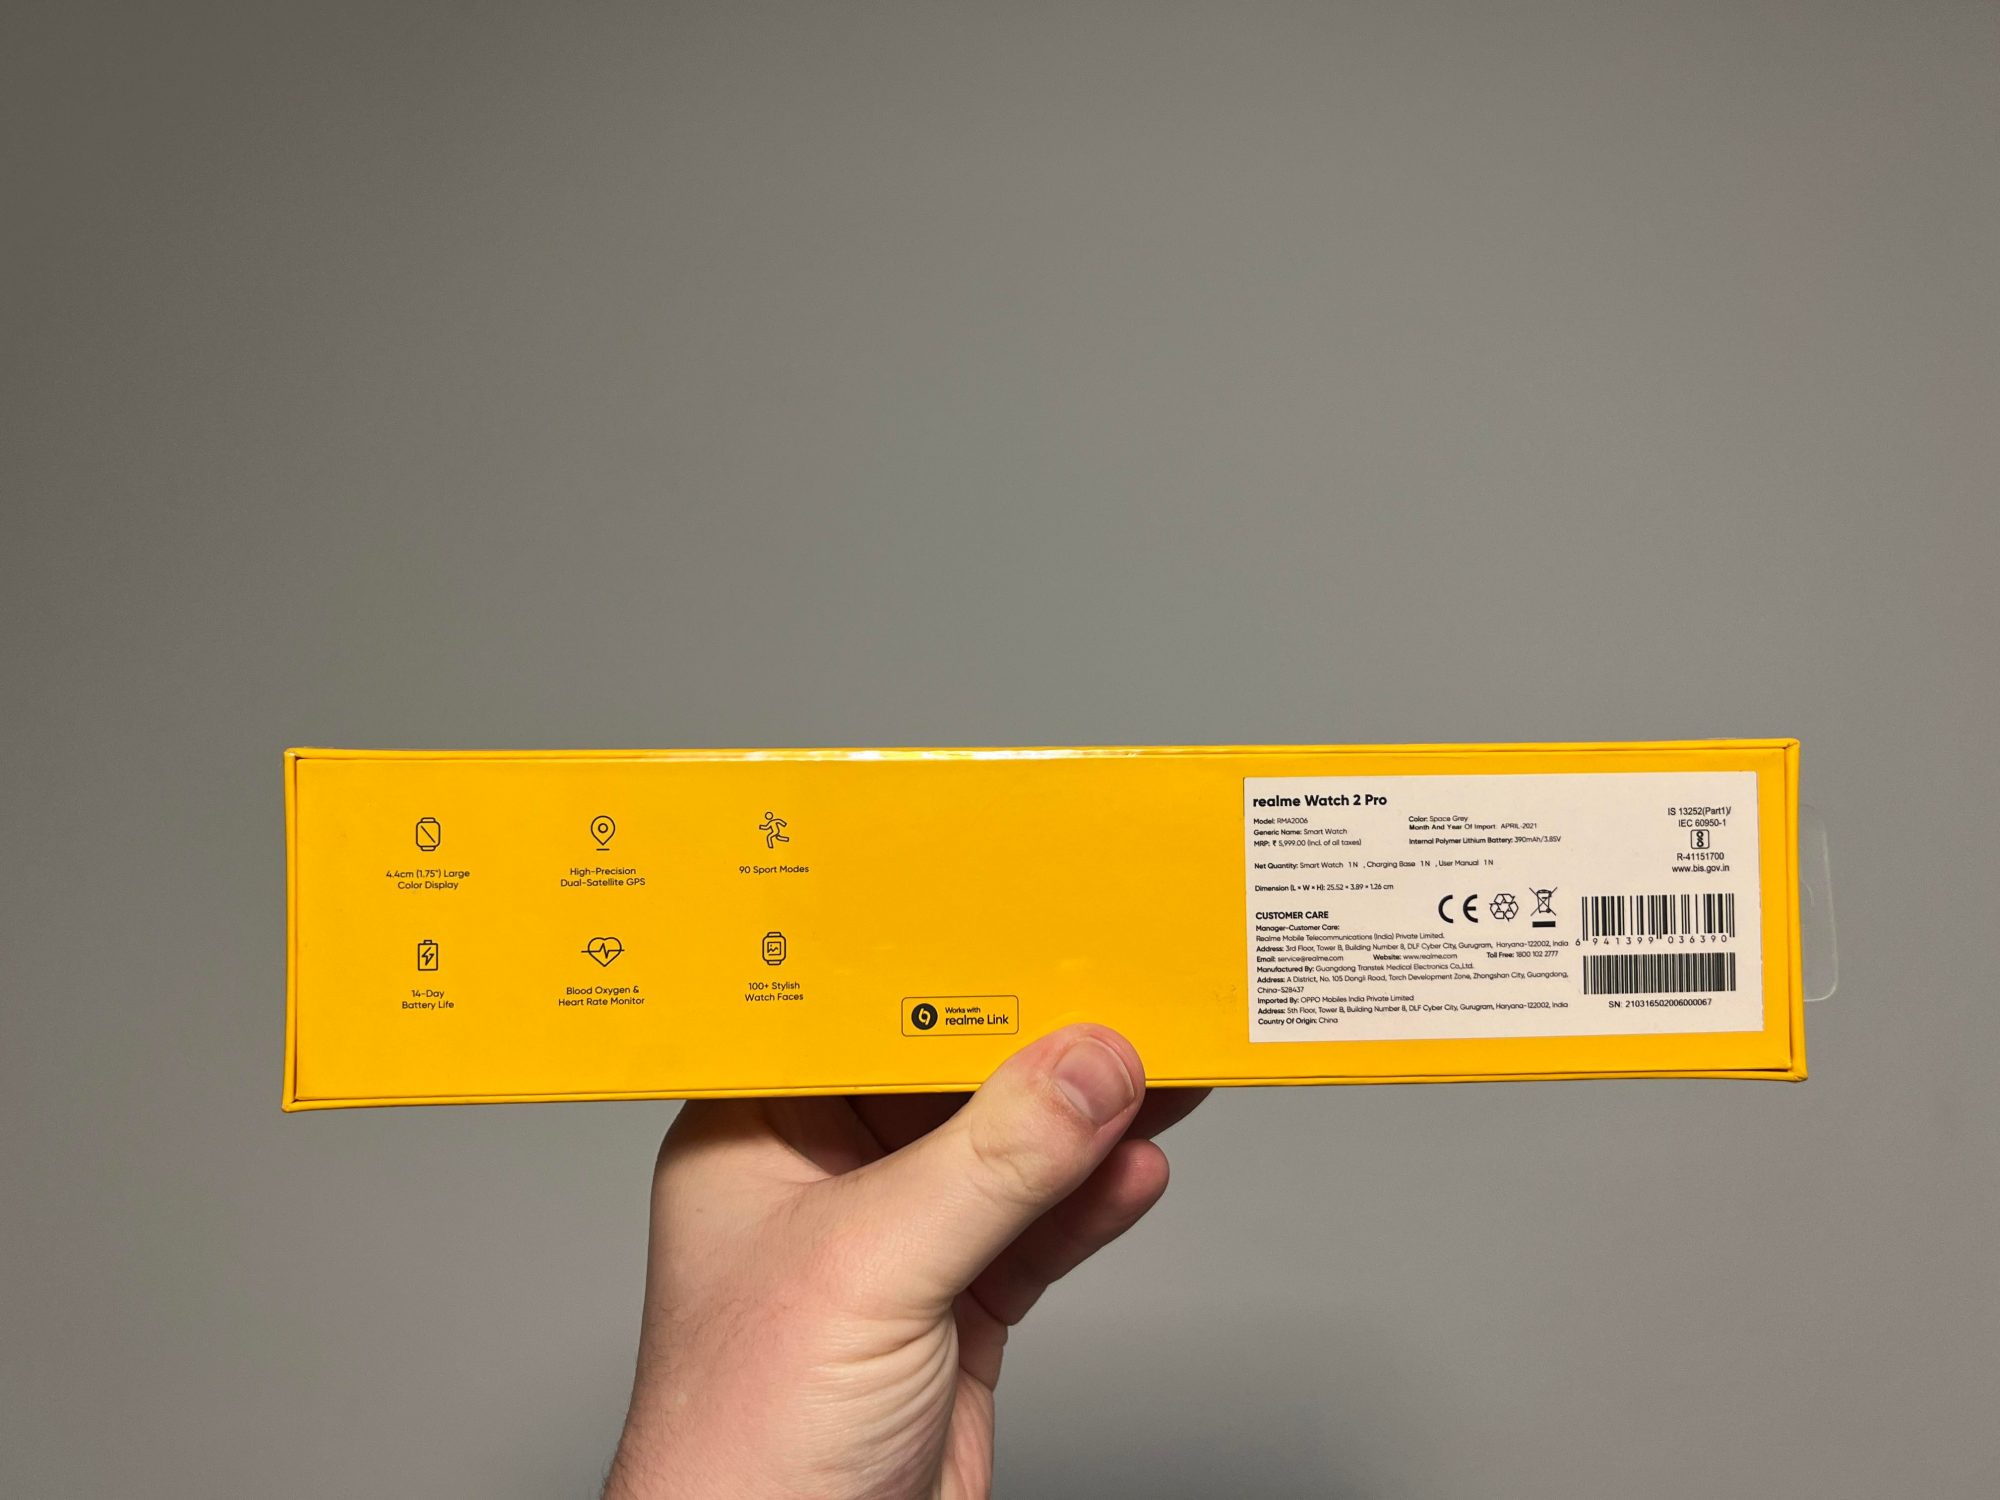 4.4cm (1.75") Large
Color Display
High-Precision
Dual-Satellite GPS
90 Sport Modes
14-Day
Battery Life
Blood Oxygen &
Heart Rate Monitor
100+ Stylish
Watch Faces
Works with
realme Link
realme Watch 2 Pro
Model: RMA2006
Generic Name: Smart Watch
MRP: ₹ 5,999.00 (Incl. of all taxes)
Color: Space Grey
Month And Year Of Import: APRIL-2021
Internal Polymer Lithium Battery: 390mAh/3.85V
Net Quantity: Smart Watch 1 N , Charging Base 1 N , User Manual 1 N
Dimension (L × W × H): 25.52 × 3.89 × 1.26 cm
CUSTOMER CARE
Manager-Customer Care:
Realme Mobile Telecommunications (India) Private Limited.
Address: 3rd Floor, Tower B, Building Number 8, DLF Cyber City, Gurugram, Haryana-122002, India
Email: service@realme.com Website: www.realme.com Toll Free: 1800 102 2777
Manufactured By: Guangdong Transtek Medical Electronics Co.,Ltd.
Address: A District, No. 105 Dongli Road, Torch Development Zone, Zhongshan City, Guangdong,
China-528437
Imported By: OPPO Mobiles India Private Limited
Address: 5th Floor, Tower B, Building Number 8, DLF Cyber City, Gurugram, Haryana-122002, India
Country Of Origin: China
CE
IS 13252(Part1)/
IEC 60950-1
R-41151700
www.bis.gov.in
6 941399 036390
SN: 210316502006000067